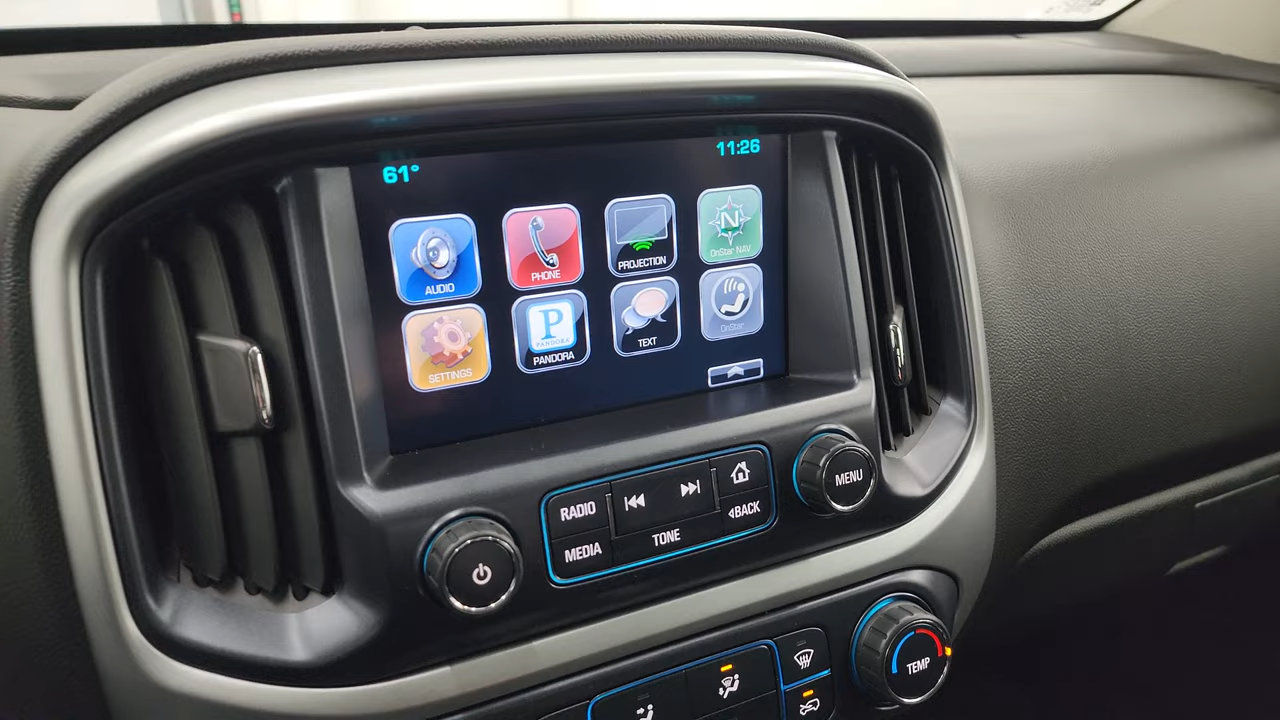 61°
11:26
AUDIO
PHONE
PROJECTION
N
OnStar NAV
SETTINGS
P
PANDORA
PANDORA
TEXT
OnStar
RADIO
MEDIA
TONE
BACK
MENU
TEMP